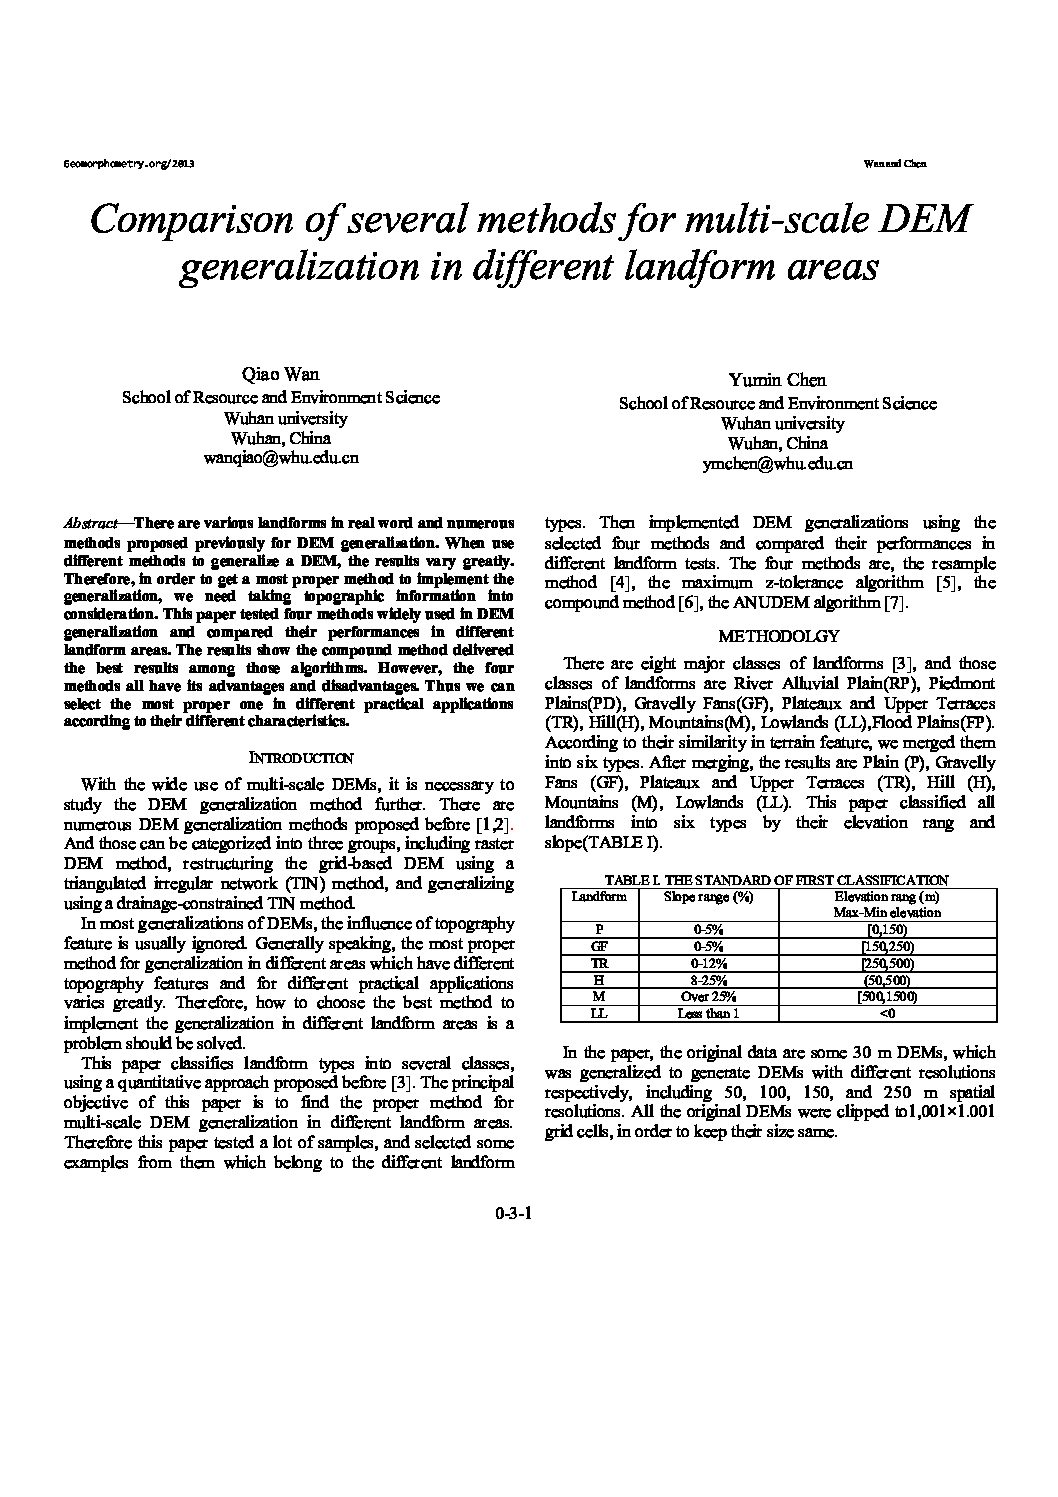 Geomorphometry.org/2013
Wan and Chen
Comparison of several methods for multi-scale DEM
generalization in different landform areas
Qiao Wan
School of Resource and Environment Science
Wuhan university
Wuhan, China
wanqiao@whu.edu.cn
Yumin Chen
School of Resource and Environment Science
Wuhan university
Wuhan, China
ymchen@whu.edu.cn
Abstract—There are various landforms in real word and numerous
methods proposed previously for DEM generalization. When use
different methods to generalize a DEM, the results vary greatly.
Therefore, in order to get a most proper method to implement the
generalization, we need taking topographic information into
consideration. This paper tested four methods widely used in DEM
generalization and compared their performances in different
landform areas. The results show the compound method delivered
the best results among those algorithms. However, the four
methods all have its advantages and disadvantages. Thus we can
select the most proper one in different practical applications
according to their different characteristics.
INTRODUCTION
With the wide use of multi-scale DEMs, it is necessary to
study the DEM generalization method further. There are
numerous DEM generalization methods proposed before [1,2].
And those can be categorized into three groups, including raster
DEM method, restructuring the grid-based DEM using a
triangulated irregular network (TIN) method, and generalizing
using a drainage-constrained TIN method.
In most generalizations of DEMs, the influence of topography
feature is usually ignored. Generally speaking, the most proper
method for generalization in different areas which have different
topography features and for different practical applications
varies greatly. Therefore, how to choose the best method to
implement the generalization in different landform areas is a
problem should be solved.
This paper classifies landform types into several classes,
using a quantitative approach proposed before [3]. The principal
objective of this paper is to find the proper method for
multi-scale DEM generalization in different landform areas.
Therefore this paper tested a lot of samples, and selected some
examples from them which belong to the different landform
types. Then implemented DEM generalizations using the
selected four methods and compared their performances in
different landform tests. The four methods are, the resample
method [4], the maximum z-tolerance algorithm [5], the
compound method [6], the ANUDEM algorithm [7].
METHODOLGY
There are eight major classes of landforms [3], and those
classes of landforms are River Alluvial Plain(RP), Piedmont
Plains(PD), Gravelly Fans(GF), Plateaux and Upper Terraces
(TR), Hill(H), Mountains(M), Lowlands (LL),Flood Plains(FP).
According to their similarity in terrain feature, we merged them
into six types. After merging, the results are Plain (P), Gravelly
Fans (GF), Plateaux and Upper Terraces (TR), Hill (H),
Mountains (M), Lowlands (LL). This paper classified all
landforms into six types by their elevation rang and
slope(TABLE I).
TABLE I. THE STANDARD OF FIRST CLASSIFICATION
Landform Slope range (%) Elevation rang (m)
Max-Min elevation
P 0-5% [0,150)
GF 0-5% [150,250)
TR 0-12% [250,500)
H 8-25% (50,500)
M Over 25% [500,1500)
LL Less than 1 <0
In the paper, the original data are some 30 m DEMs, which
was generalized to generate DEMs with different resolutions
respectively, including 50, 100, 150, and 250 m spatial
resolutions. All the original DEMs were clipped to1,001×1.001
grid cells, in order to keep their size same.
0-3-1